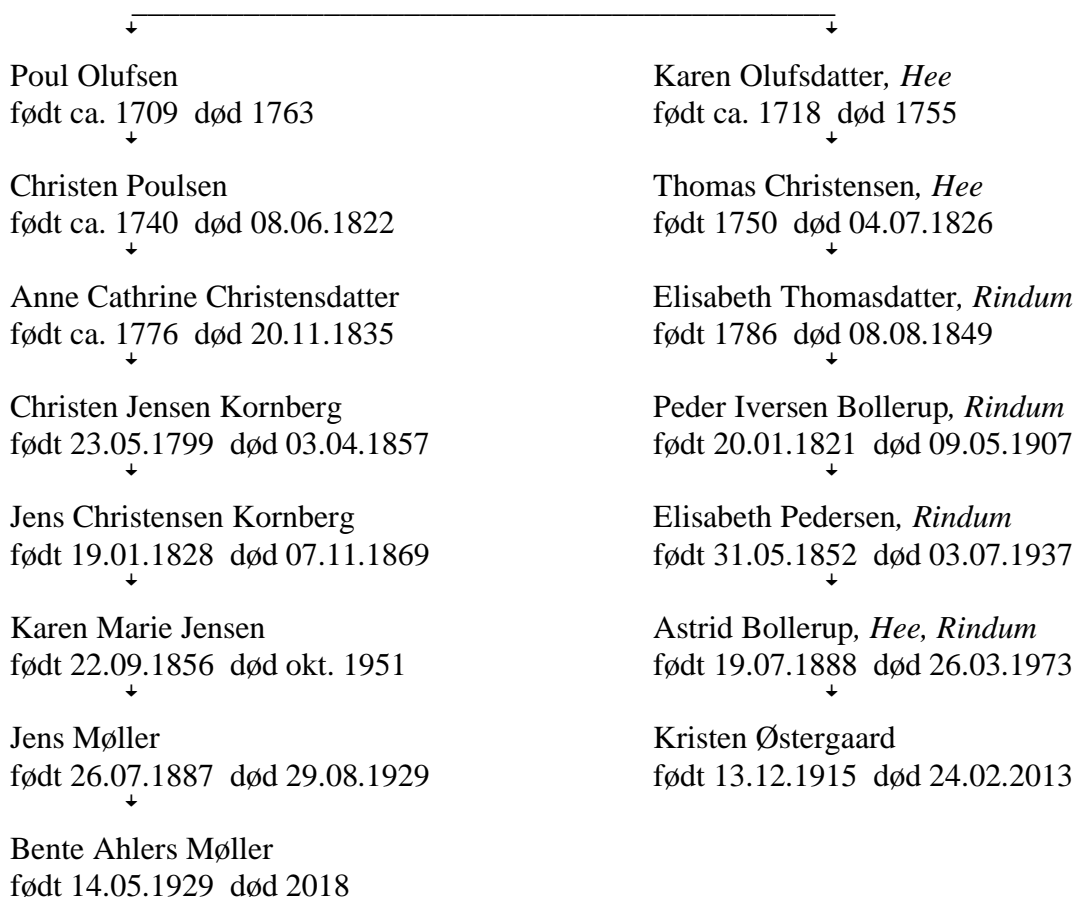 Poul Olufsen
født ca. 1709 død 1763
Christen Poulsen
født ca. 1740 død 08.06.1822
Anne Cathrine Christensdatter
født ca. 1776 død 20.11.1835
Christen Jensen Kornberg
født 23.05.1799 død 03.04.1857
Jens Christensen Kornberg
født 19.01.1828 død 07.11.1869
Karen Marie Jensen
født 22.09.1856 død okt. 1951
Jens Møller
født 26.07.1887 død 29.08.1929
Bente Ahlers Møller
født 14.05.1929 død 2018
Karen Olufsdatter, Hee
født ca. 1718 død 1755
Thomas Christensen, Hee
født 1750 død 04.07.1826
Elisabeth Thomasdatter, Rindum
født 1786 død 08.08.1849
Peder Iversen Bollerup, Rindum
født 20.01.1821 død 09.05.1907
Elisabeth Pedersen, Rindum
født 31.05.1852 død 03.07.1937
Astrid Bollerup, Hee, Rindum
født 19.07.1888 død 26.03.1973
Kristen Østergaard
født 13.12.1915 død 24.02.2013